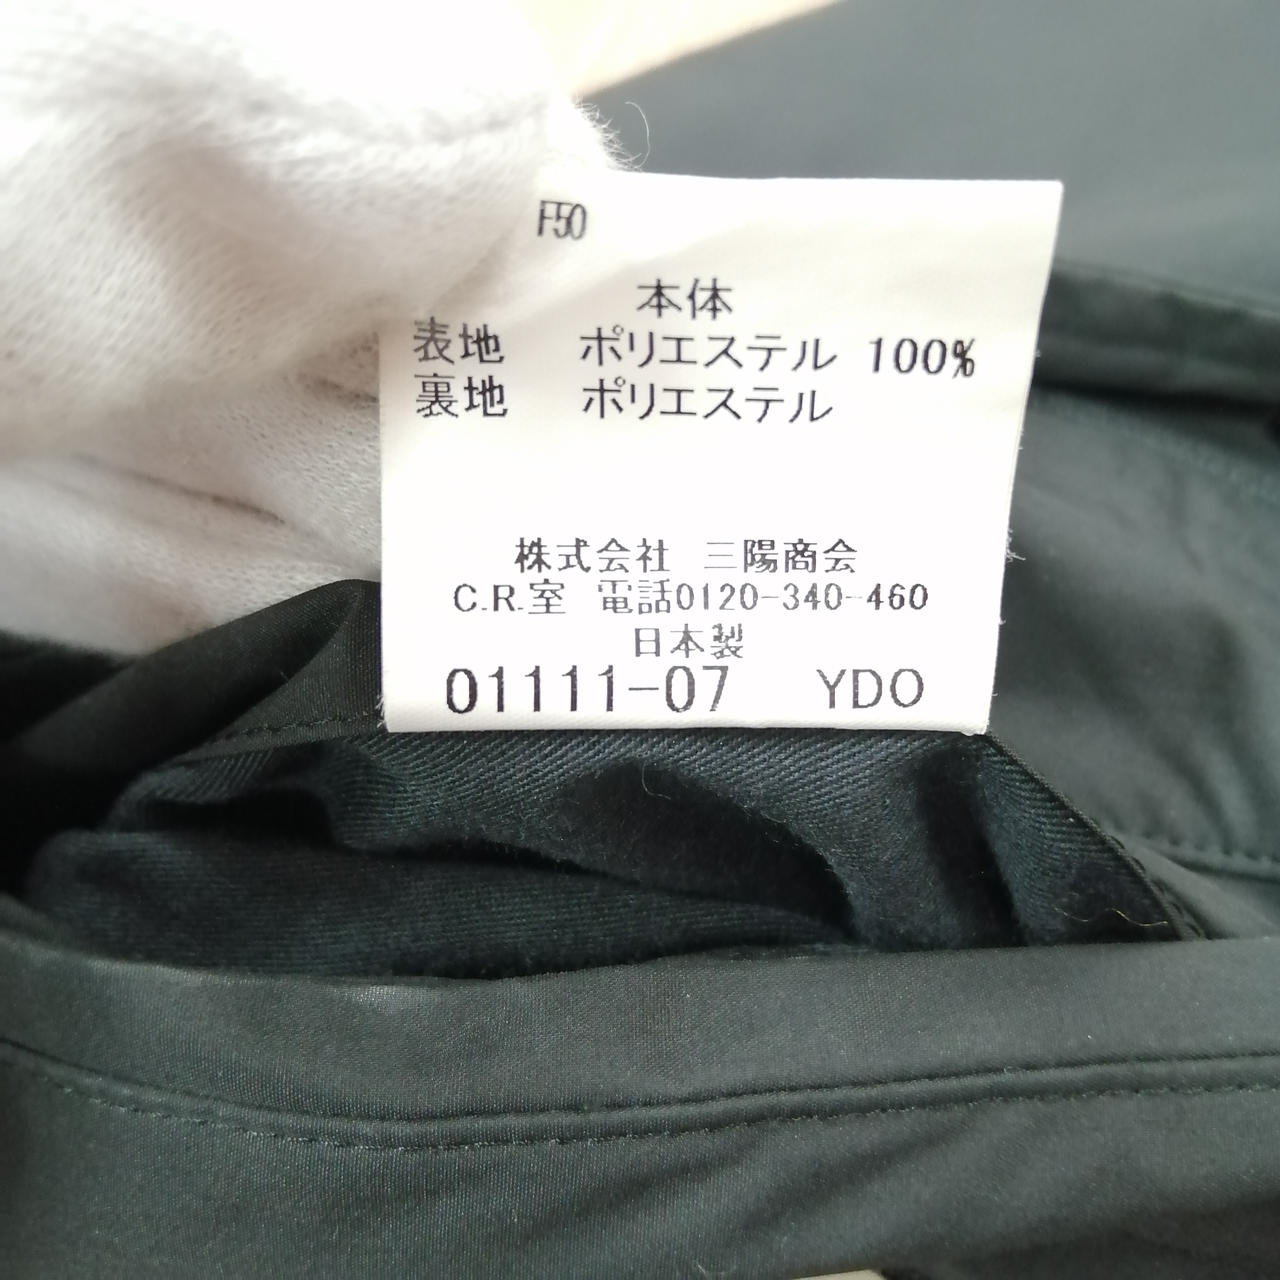 F50
本体
表地 ポリエステル 100%
裏地 ポリエステル
株式会社 三陽商会
C.R.室 電話0120-340-460
日本製
01111-07 YDO